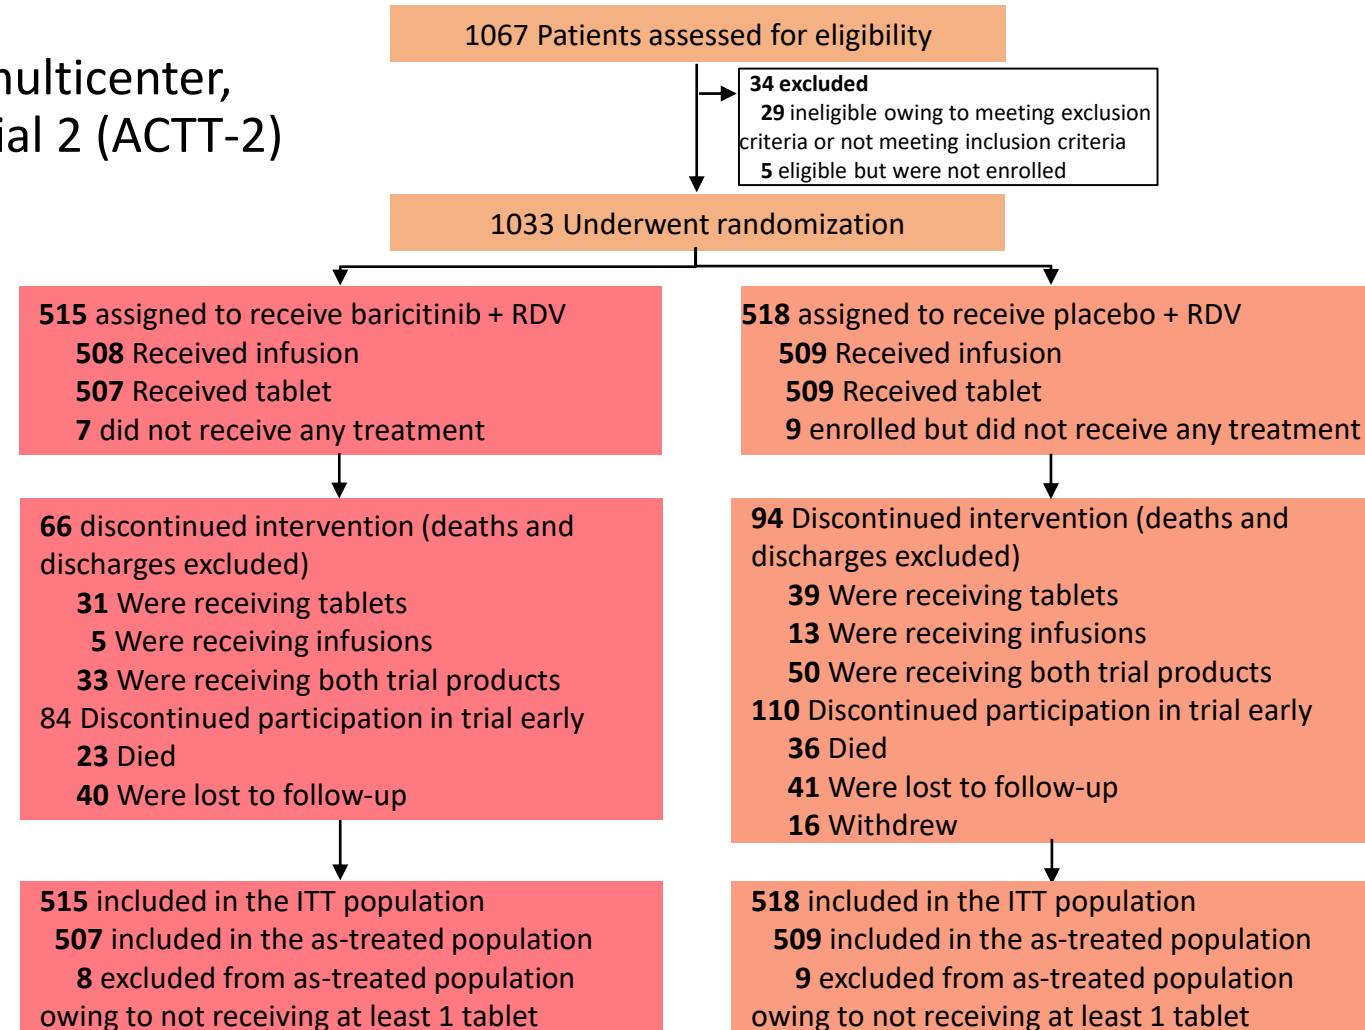 multicenter,
ial 2 (ACTT-2)
1067 Patients assessed for eligibility
34 excluded
29 ineligible owing to meeting exclusion
criteria or not meeting inclusion criteria
5 eligible but were not enrolled
1033 Underwent randomization
515 assigned to receive baricitinib + RDV
508 Received infusion
507 Received tablet
7 did not receive any treatment
518 assigned to receive placebo + RDV
509 Received infusion
509 Received tablet
9 enrolled but did not receive any treatment
66 discontinued intervention (deaths and
discharges excluded)
31 Were receiving tablets
5 Were receiving infusions
33 Were receiving both trial products
84 Discontinued participation in trial early
23 Died
40 Were lost to follow-up
94 Discontinued intervention (deaths and
discharges excluded)
39 Were receiving tablets
13 Were receiving infusions
50 Were receiving both trial products
110 Discontinued participation in trial early
36 Died
41 Were lost to follow-up
16 Withdrew
515 included in the ITT population
507 included in the as-treated population
8 excluded from as-treated population
owing to not receiving at least 1 tablet
518 included in the ITT population
509 included in the as-treated population
9 excluded from as-treated population
owing to not receiving at least 1 tablet